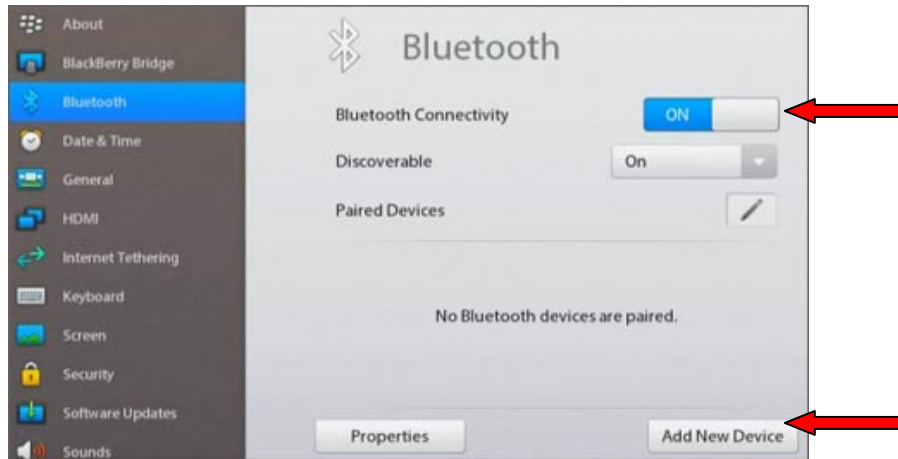 About
BlackBerry Bridge
Bluetooth
Date & Time
General
HDMI
Internet Tethering
Keyboard
Screen
Security
Software Updates
Sounds
Bluetooth
Bluetooth Connectivity
ON
Discoverable
On
Paired Devices
No Bluetooth devices are paired.
Properties
Add New Device